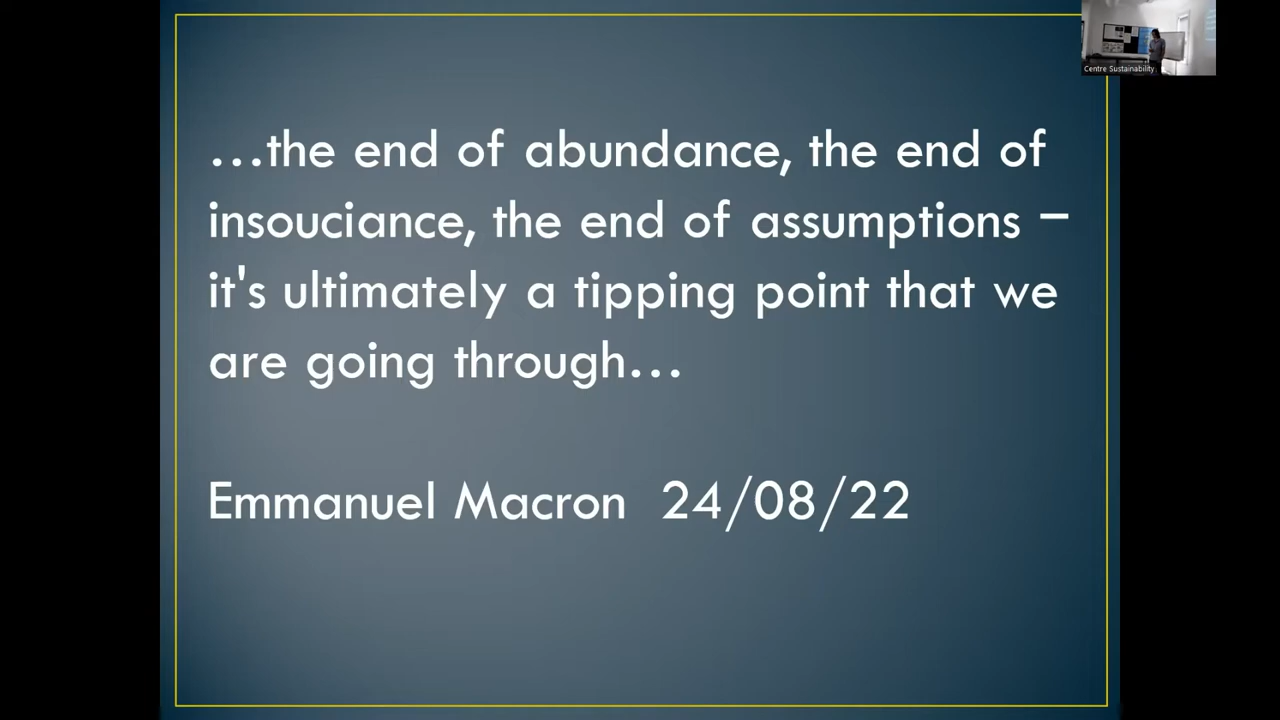 Centre Sustainability
…the end of abundance, the end of
insouciance, the end of assumptions –
it's ultimately a tipping point that we
are going through…
Emmanuel Macron 24/08/22